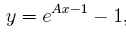 y = e^{Ax-1} - 1,